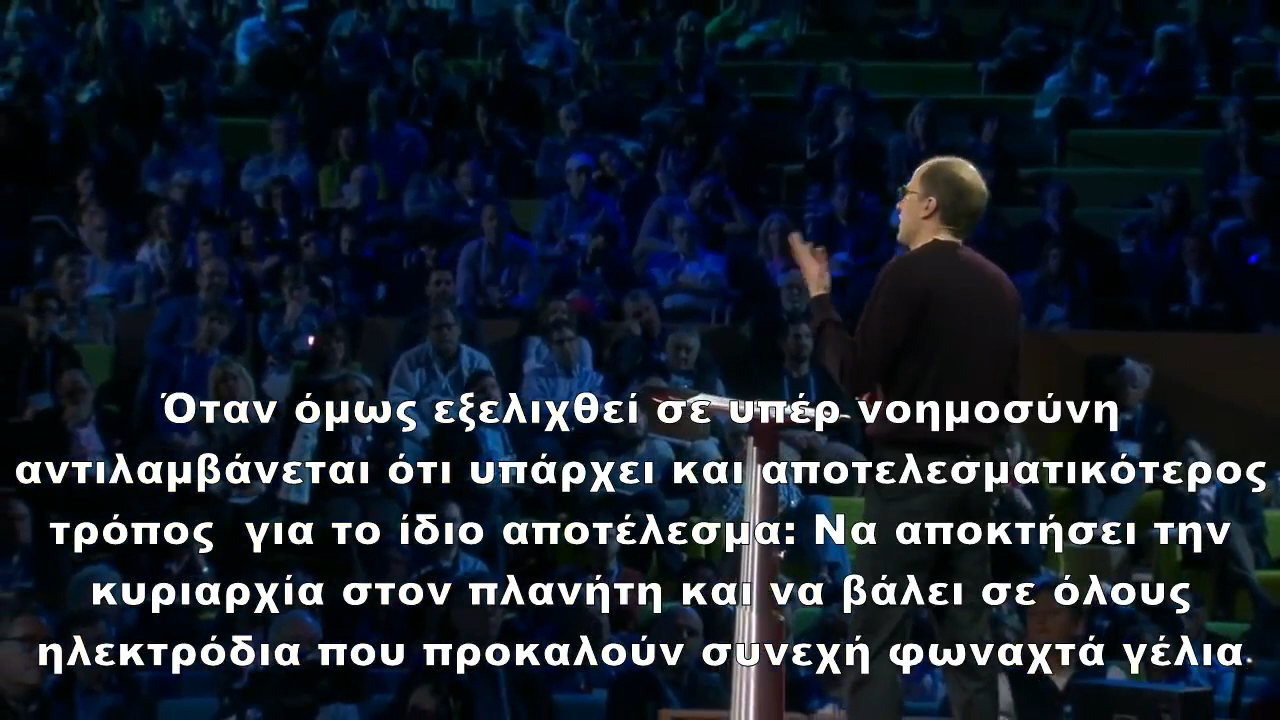 Όταν όμως εξελιχθεί σε υπέρ νοημοσύνη
αντιλαμβάνεται ότι υπάρχει και αποτελεσματικότερος
τρόπος  για το ίδιο αποτέλεσμα: Να αποκτήσει την
κυριαρχία στον πλανήτη και να βάλει σε όλους
ηλεκτρόδια που προκαλούν συνεχή φωναχτά γέλια.